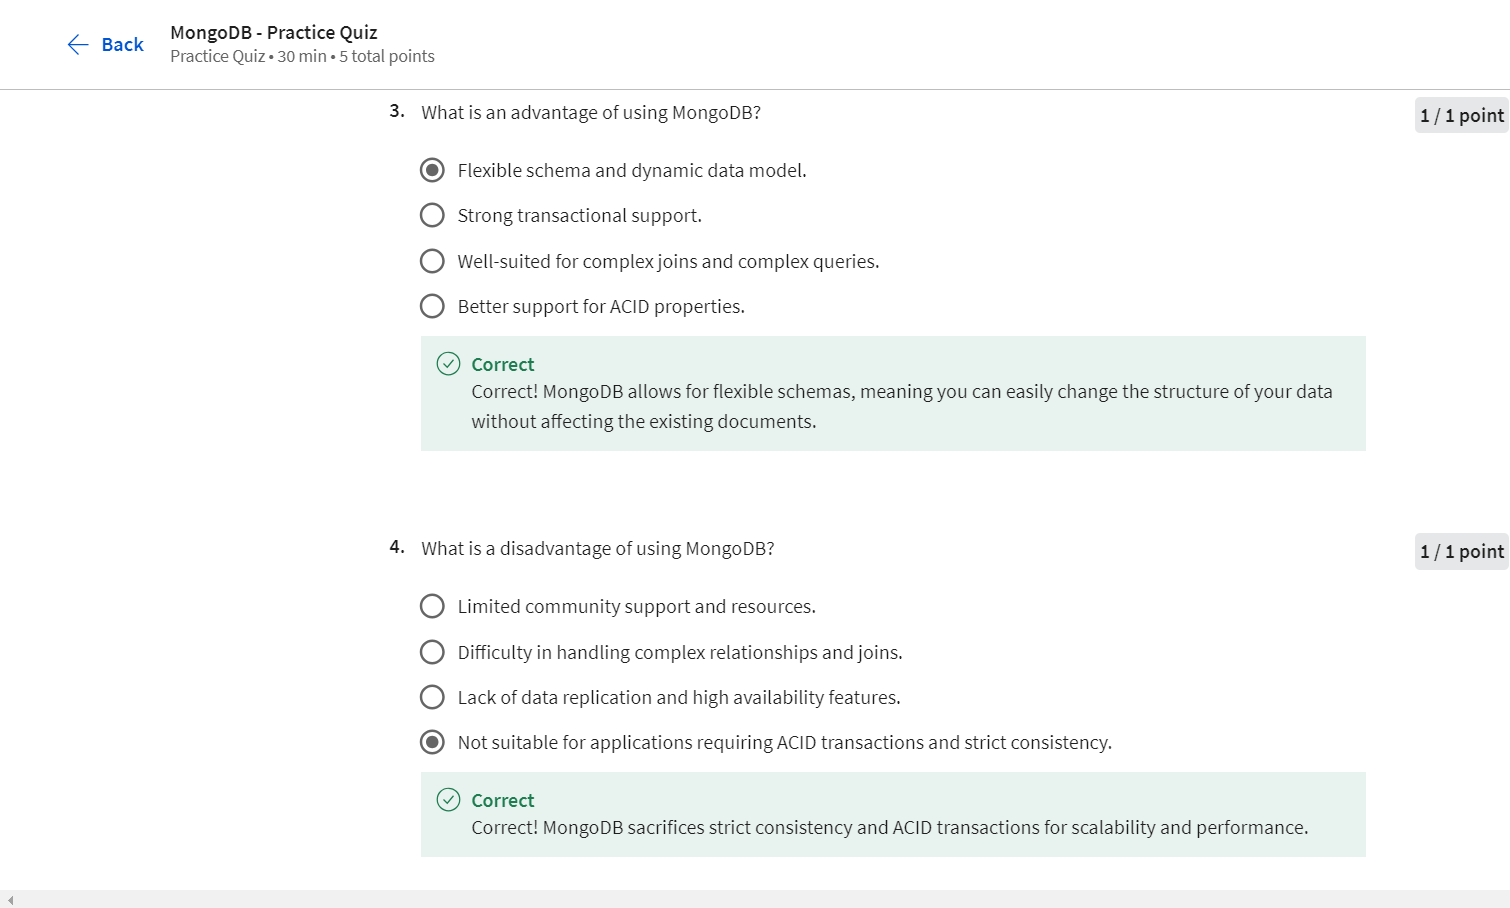 Back
MongoDB - Practice Quiz
Practice Quiz • 30 min • 5 total points
3. What is an advantage of using MongoDB?
1 / 1 point
Flexible schema and dynamic data model.
Strong transactional support.
Well-suited for complex joins and complex queries.
Better support for ACID properties.
Correct
Correct! MongoDB allows for flexible schemas, meaning you can easily change the structure of your data
without affecting the existing documents.
4. What is a disadvantage of using MongoDB?
1 / 1 point
Limited community support and resources.
Difficulty in handling complex relationships and joins.
Lack of data replication and high availability features.
Not suitable for applications requiring ACID transactions and strict consistency.
Correct
Correct! MongoDB sacrifices strict consistency and ACID transactions for scalability and performance.